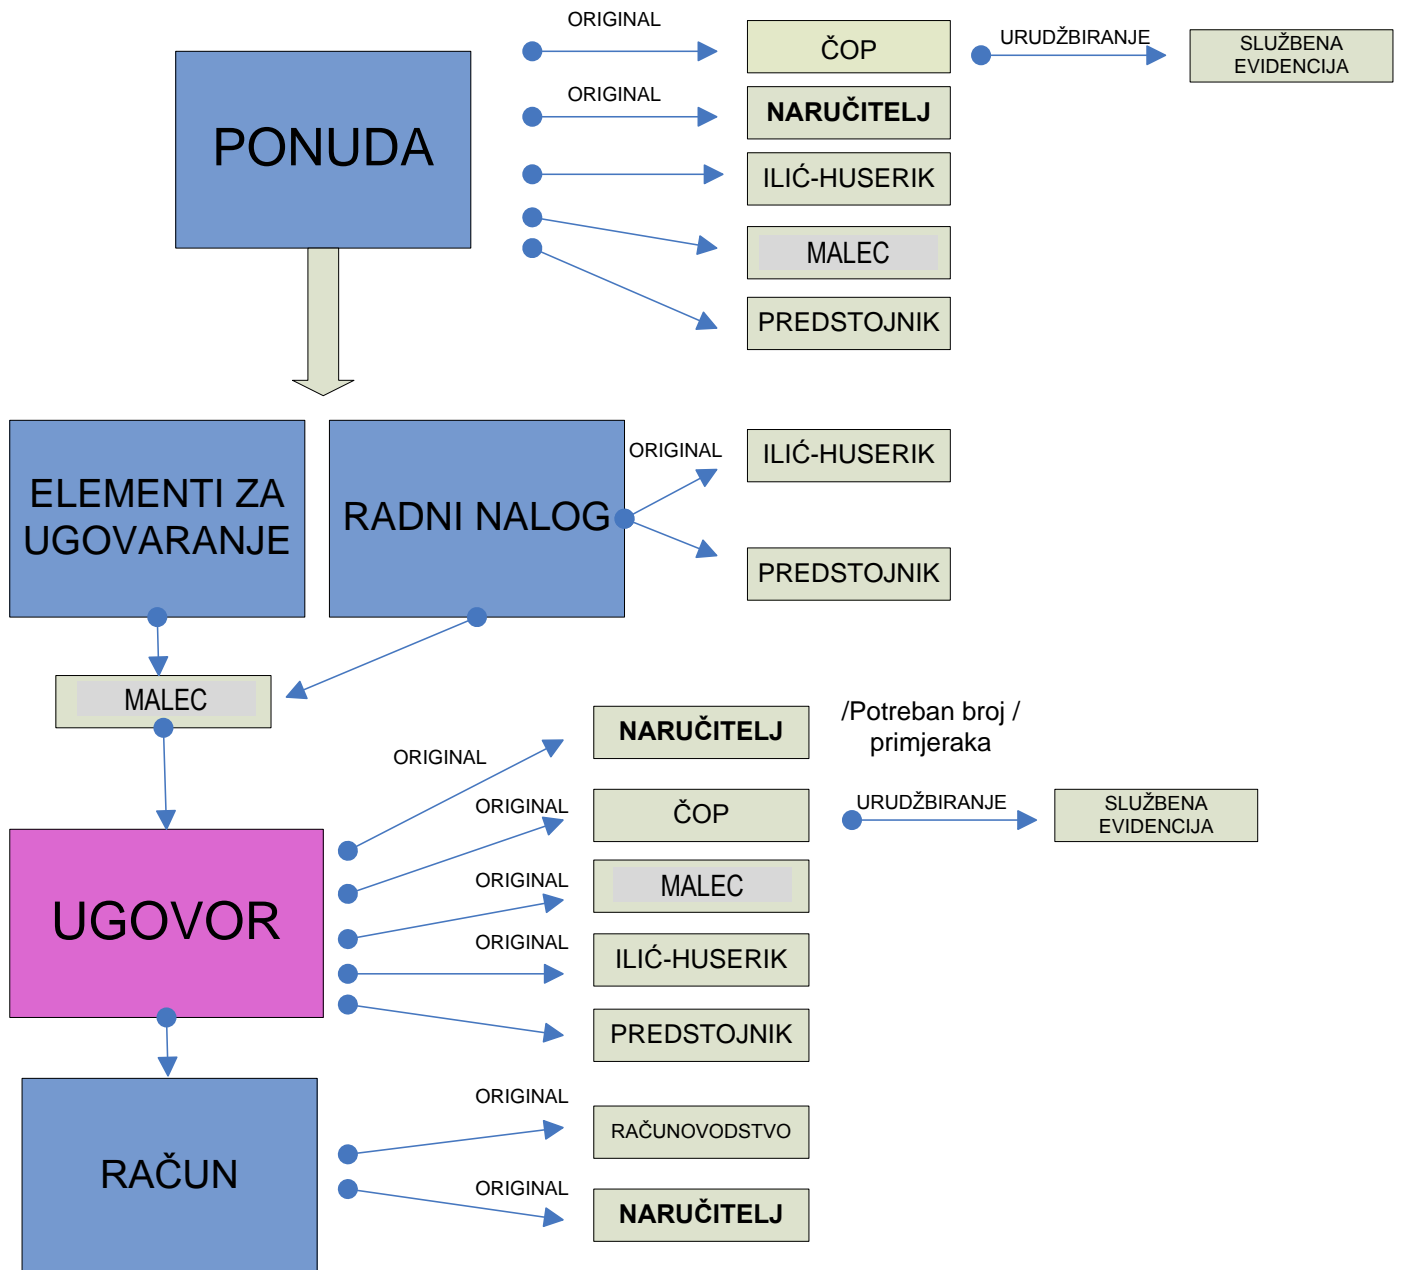 ORIGINAL
PONUDA
ČOP
URUDŽBIRANJE
SLUŽBENA
EVIDENCIJA
ORIGINAL
NARUČITELJ
ILIĆ-HUSERIK
MALEC
PREDSTOJNIK
ELEMENTI ZA
UGOVARANJE
RADNI NALOG
ORIGINAL
ILIĆ-HUSERIK
PREDSTOJNIK
MALEC
UGOVOR
ORIGINAL
NARUČITELJ
/Potreban broj /
primjeraka
ORIGINAL
ČOP
URUDŽBIRANJE
SLUŽBENA
EVIDENCIJA
ORIGINAL
MALEC
ORIGINAL
ILIĆ-HUSERIK
PREDSTOJNIK
RAČUN
ORIGINAL
RAČUNOVODSTVO
ORIGINAL
NARUČITELJ